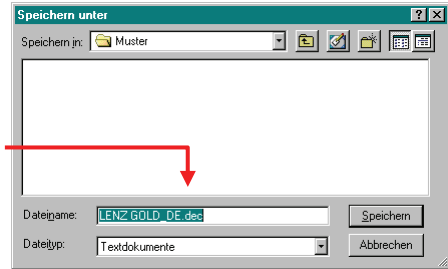 Speichern unter
Speichern in: Muster
Dateiname: LENZ GOLD_DE.dec Speichern
Dateityp: Textdokumente Abbrechen